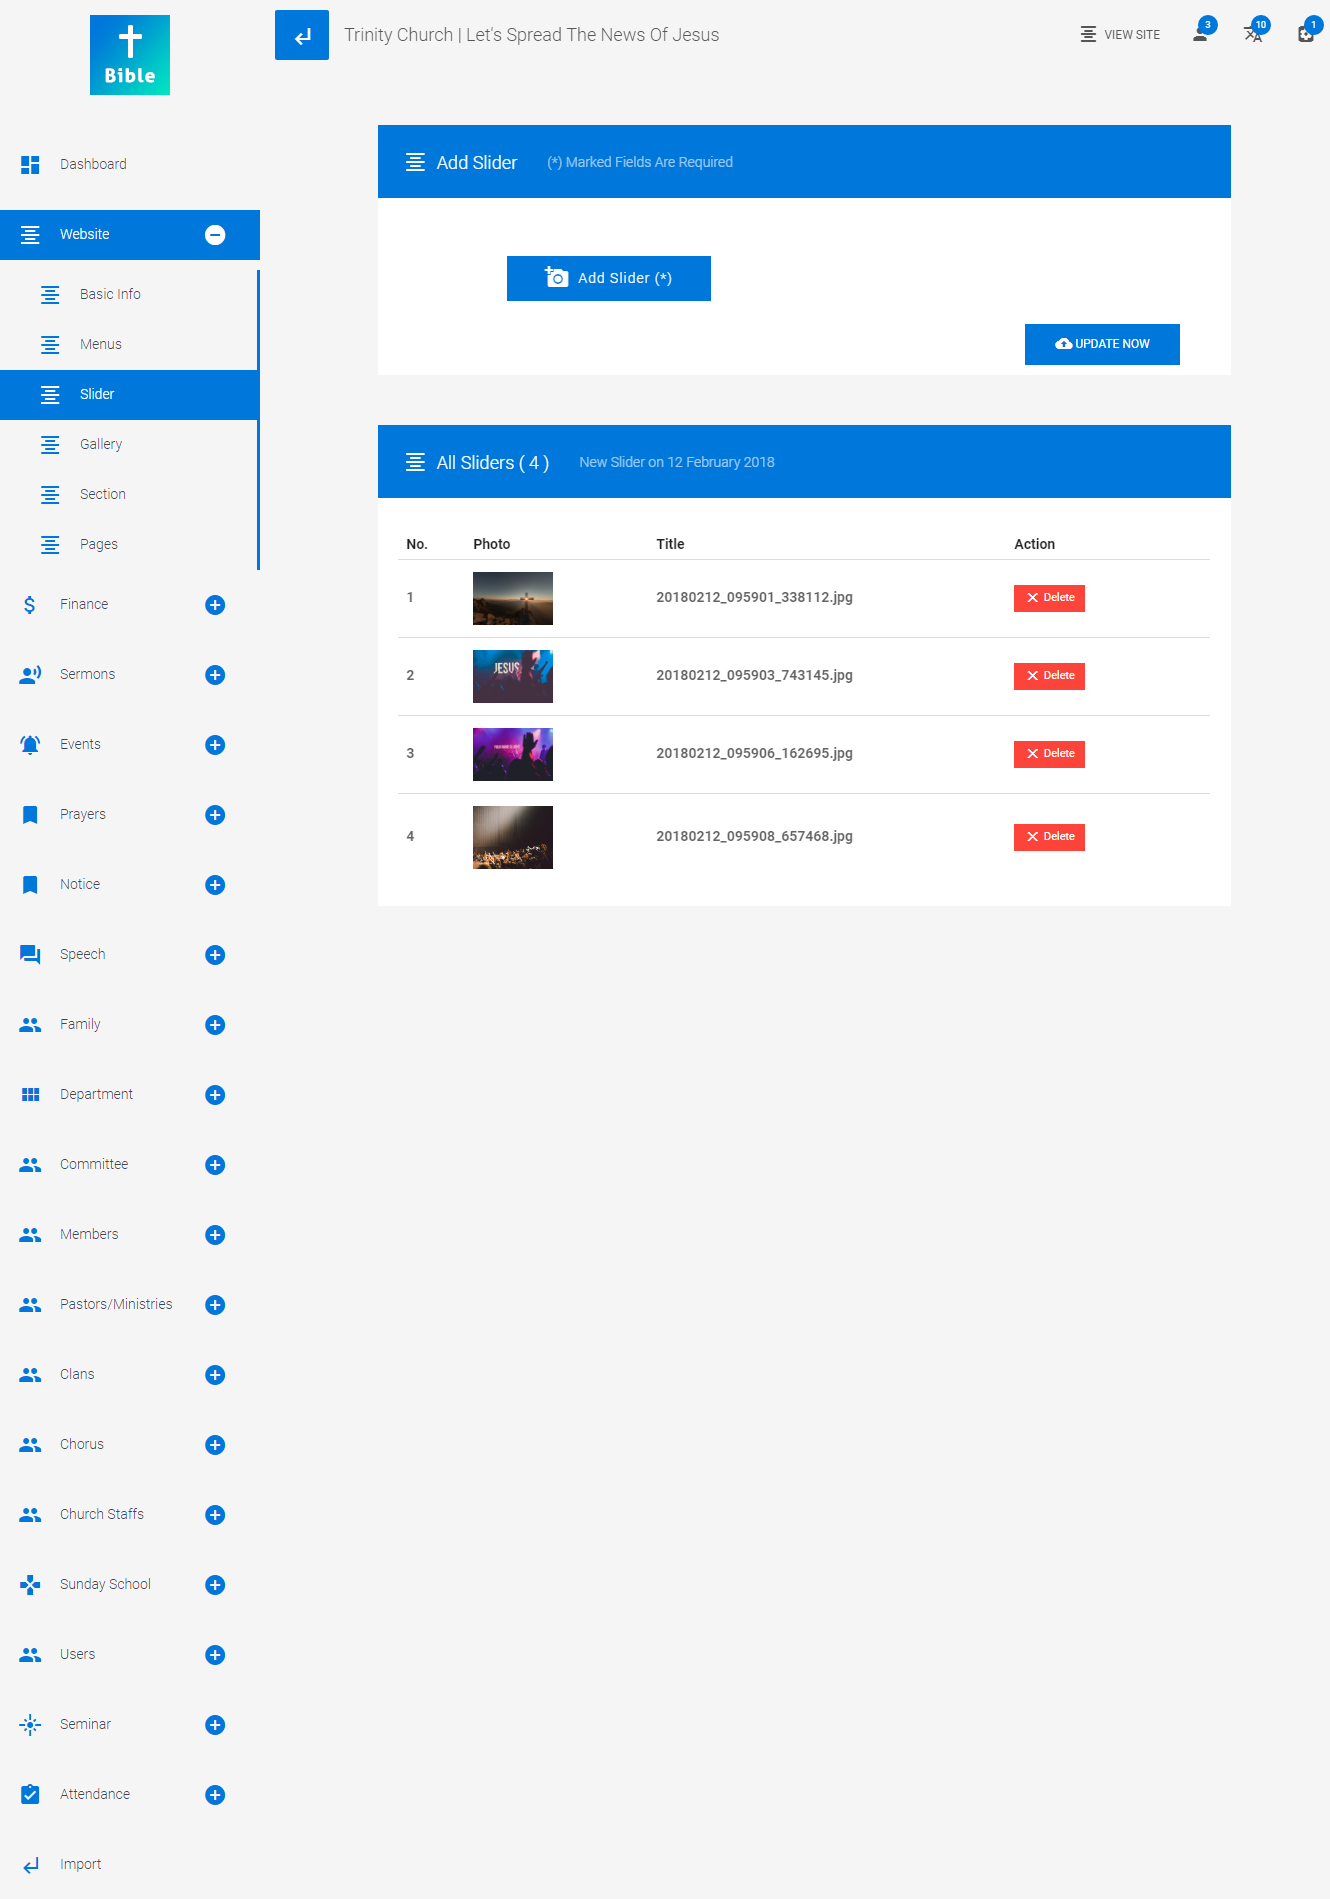 Bible
Trinity Church | Let's Spread The News Of Jesus
VIEW SITE
3
10
1
Dashboard
Website
Basic Info
Menus
Slider
Gallery
Section
Pages
Finance
Sermons
Events
Prayers
Notice
Speech
Family
Department
Committee
Members
Pastors/Ministries
Clans
Chorus
Church Staffs
Sunday School
Users
Seminar
Attendance
Import
Add Slider (*) Marked Fields Are Required
Add Slider (*)
UPDATE NOW
All Sliders ( 4 ) New Slider on 12 February 2018
No. Photo Title Action
1 20180212_095901_338112.jpg Delete
2 JESUS 20180212_095903_743145.jpg Delete
3 20180212_095906_162695.jpg Delete
4 20180212_095908_657468.jpg Delete